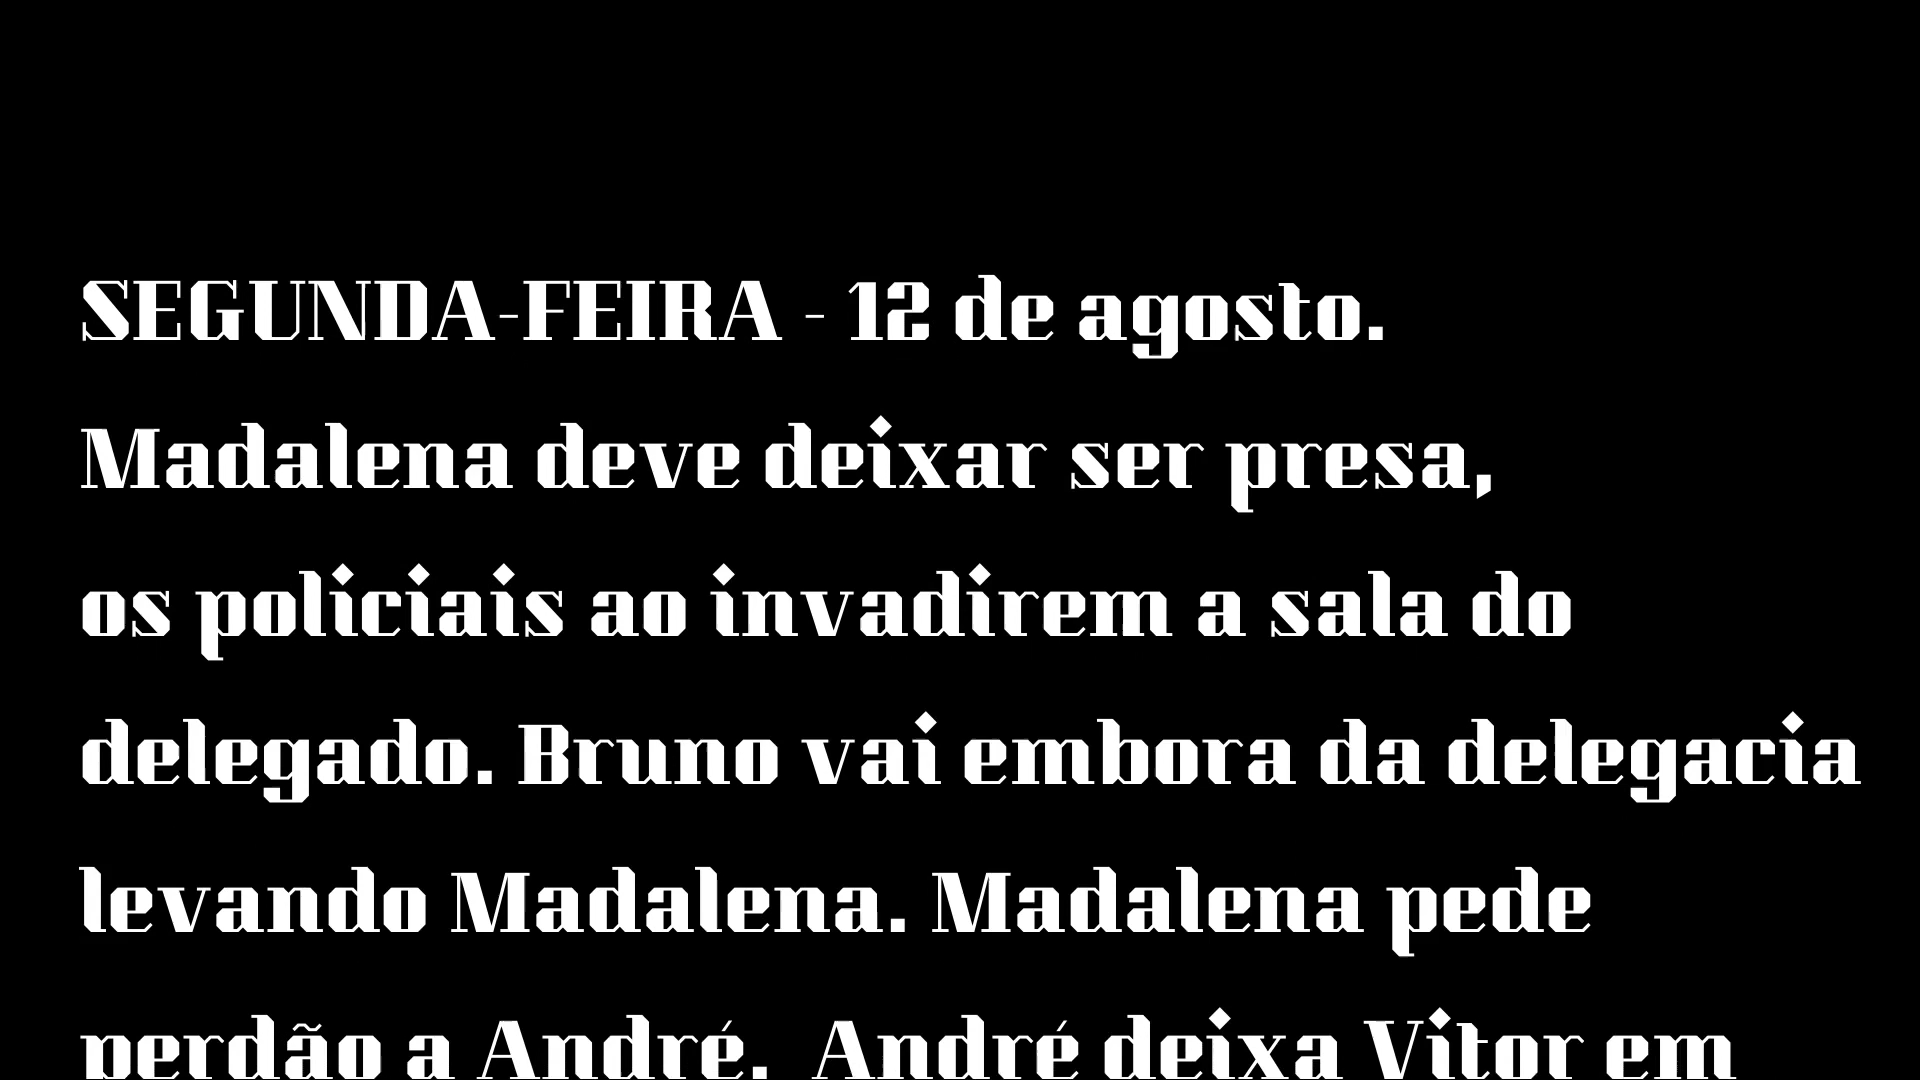 SEGUNDA-FEIRA - 12 de agosto.
Madalena deve deixar ser presa,
os policiais ao invadirem a sala do
delegado. Bruno vai embora da delegacia
levando Madalena. Madalena pede
perdão a André.  André deixa Vitor em